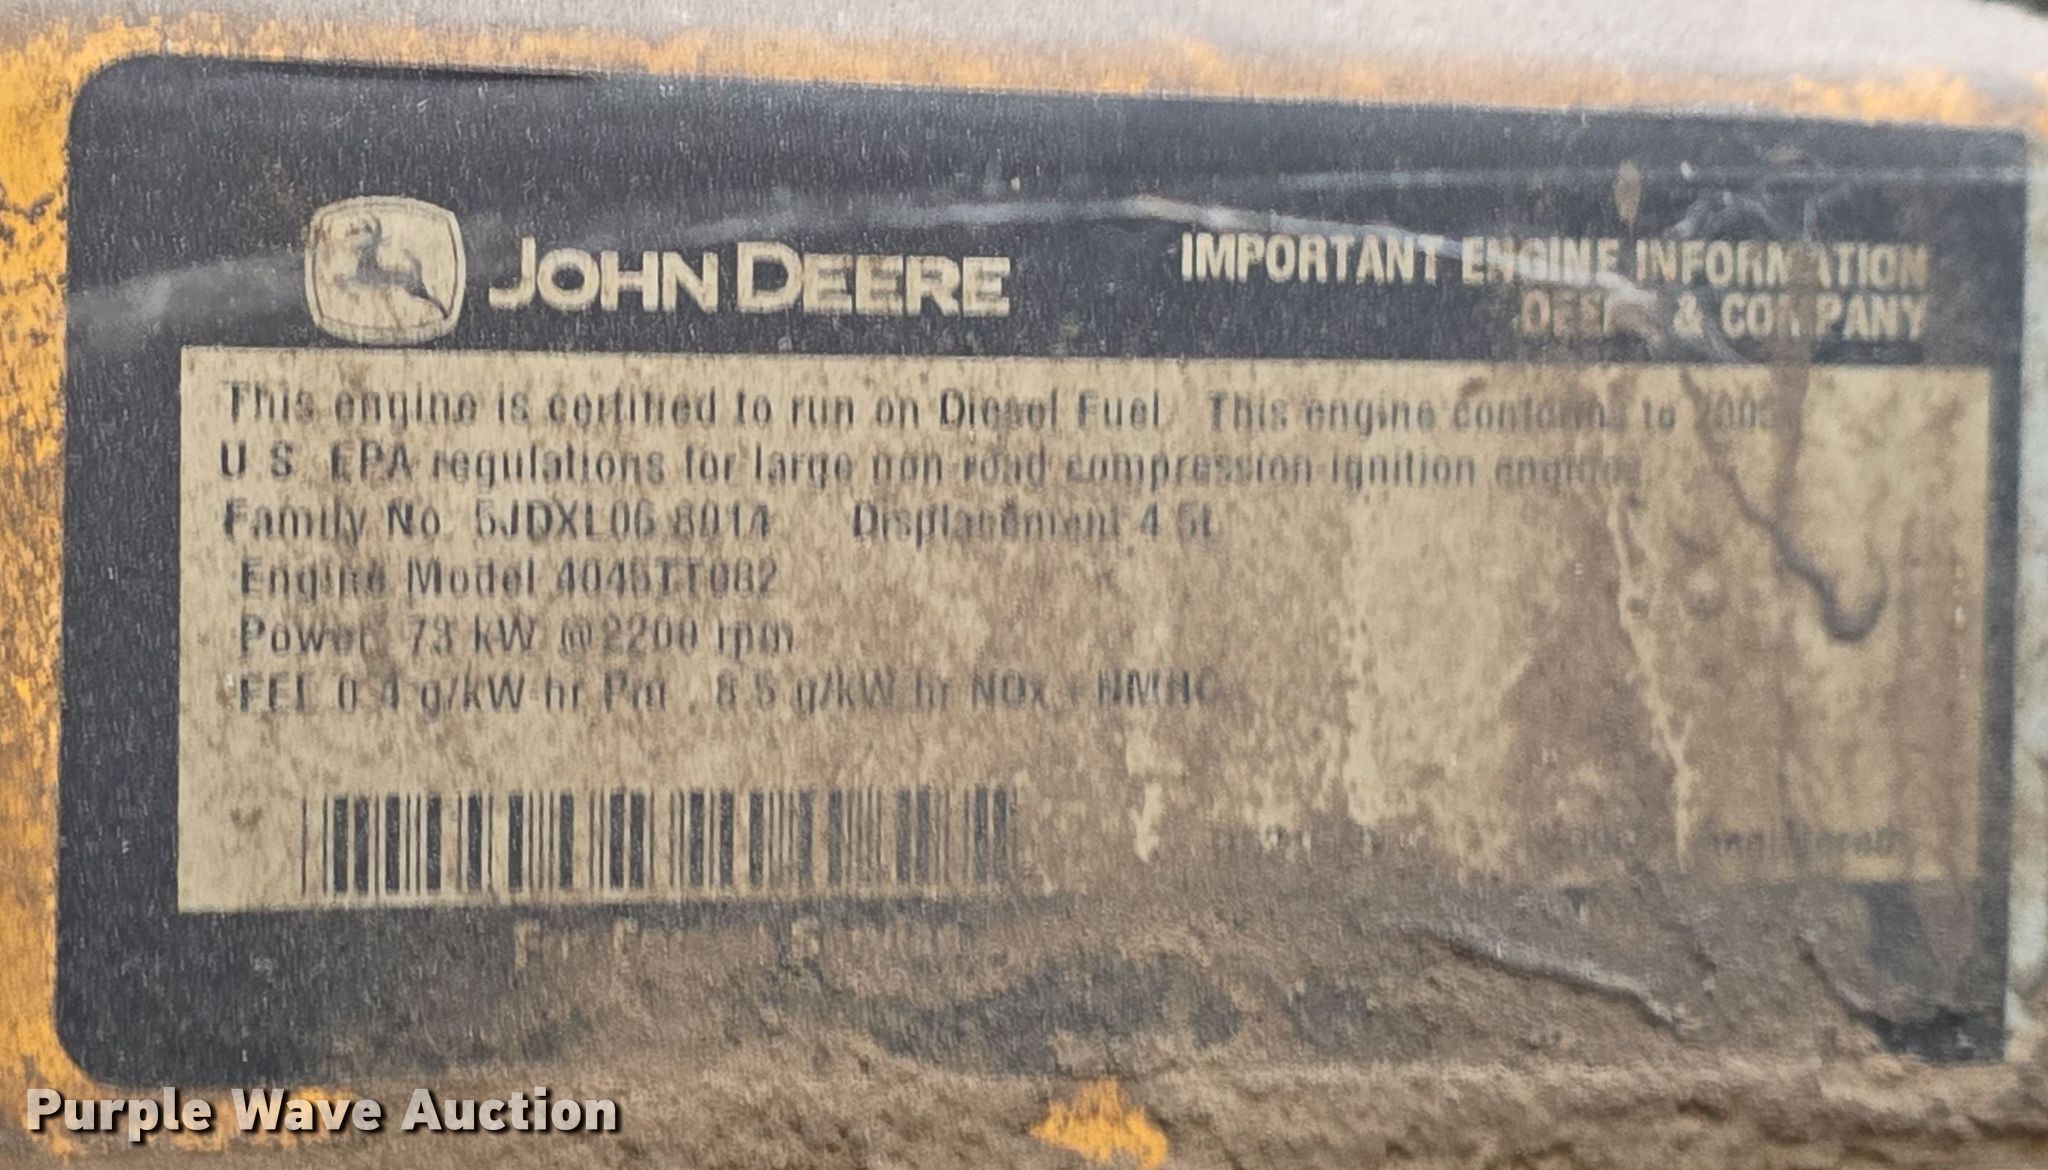 JOHN DEERE
IMPORTANT ENGINE INFORMATION
DEERE & COMPANY
This engine is certified to run on Diesel Fuel. This engine conforms to
U.S. EPA regulations for large non-road compression-ignition engines
Family No. 5JDXL06.8014 Displacement 4.5L
Engine Model 4045TT082
Power: 73 kW @ 2200 rpm
FEL 0.4 g/kW-hr Pm, 8.5 g/kW-hr NOx + NMHC
Purple Wave Auction